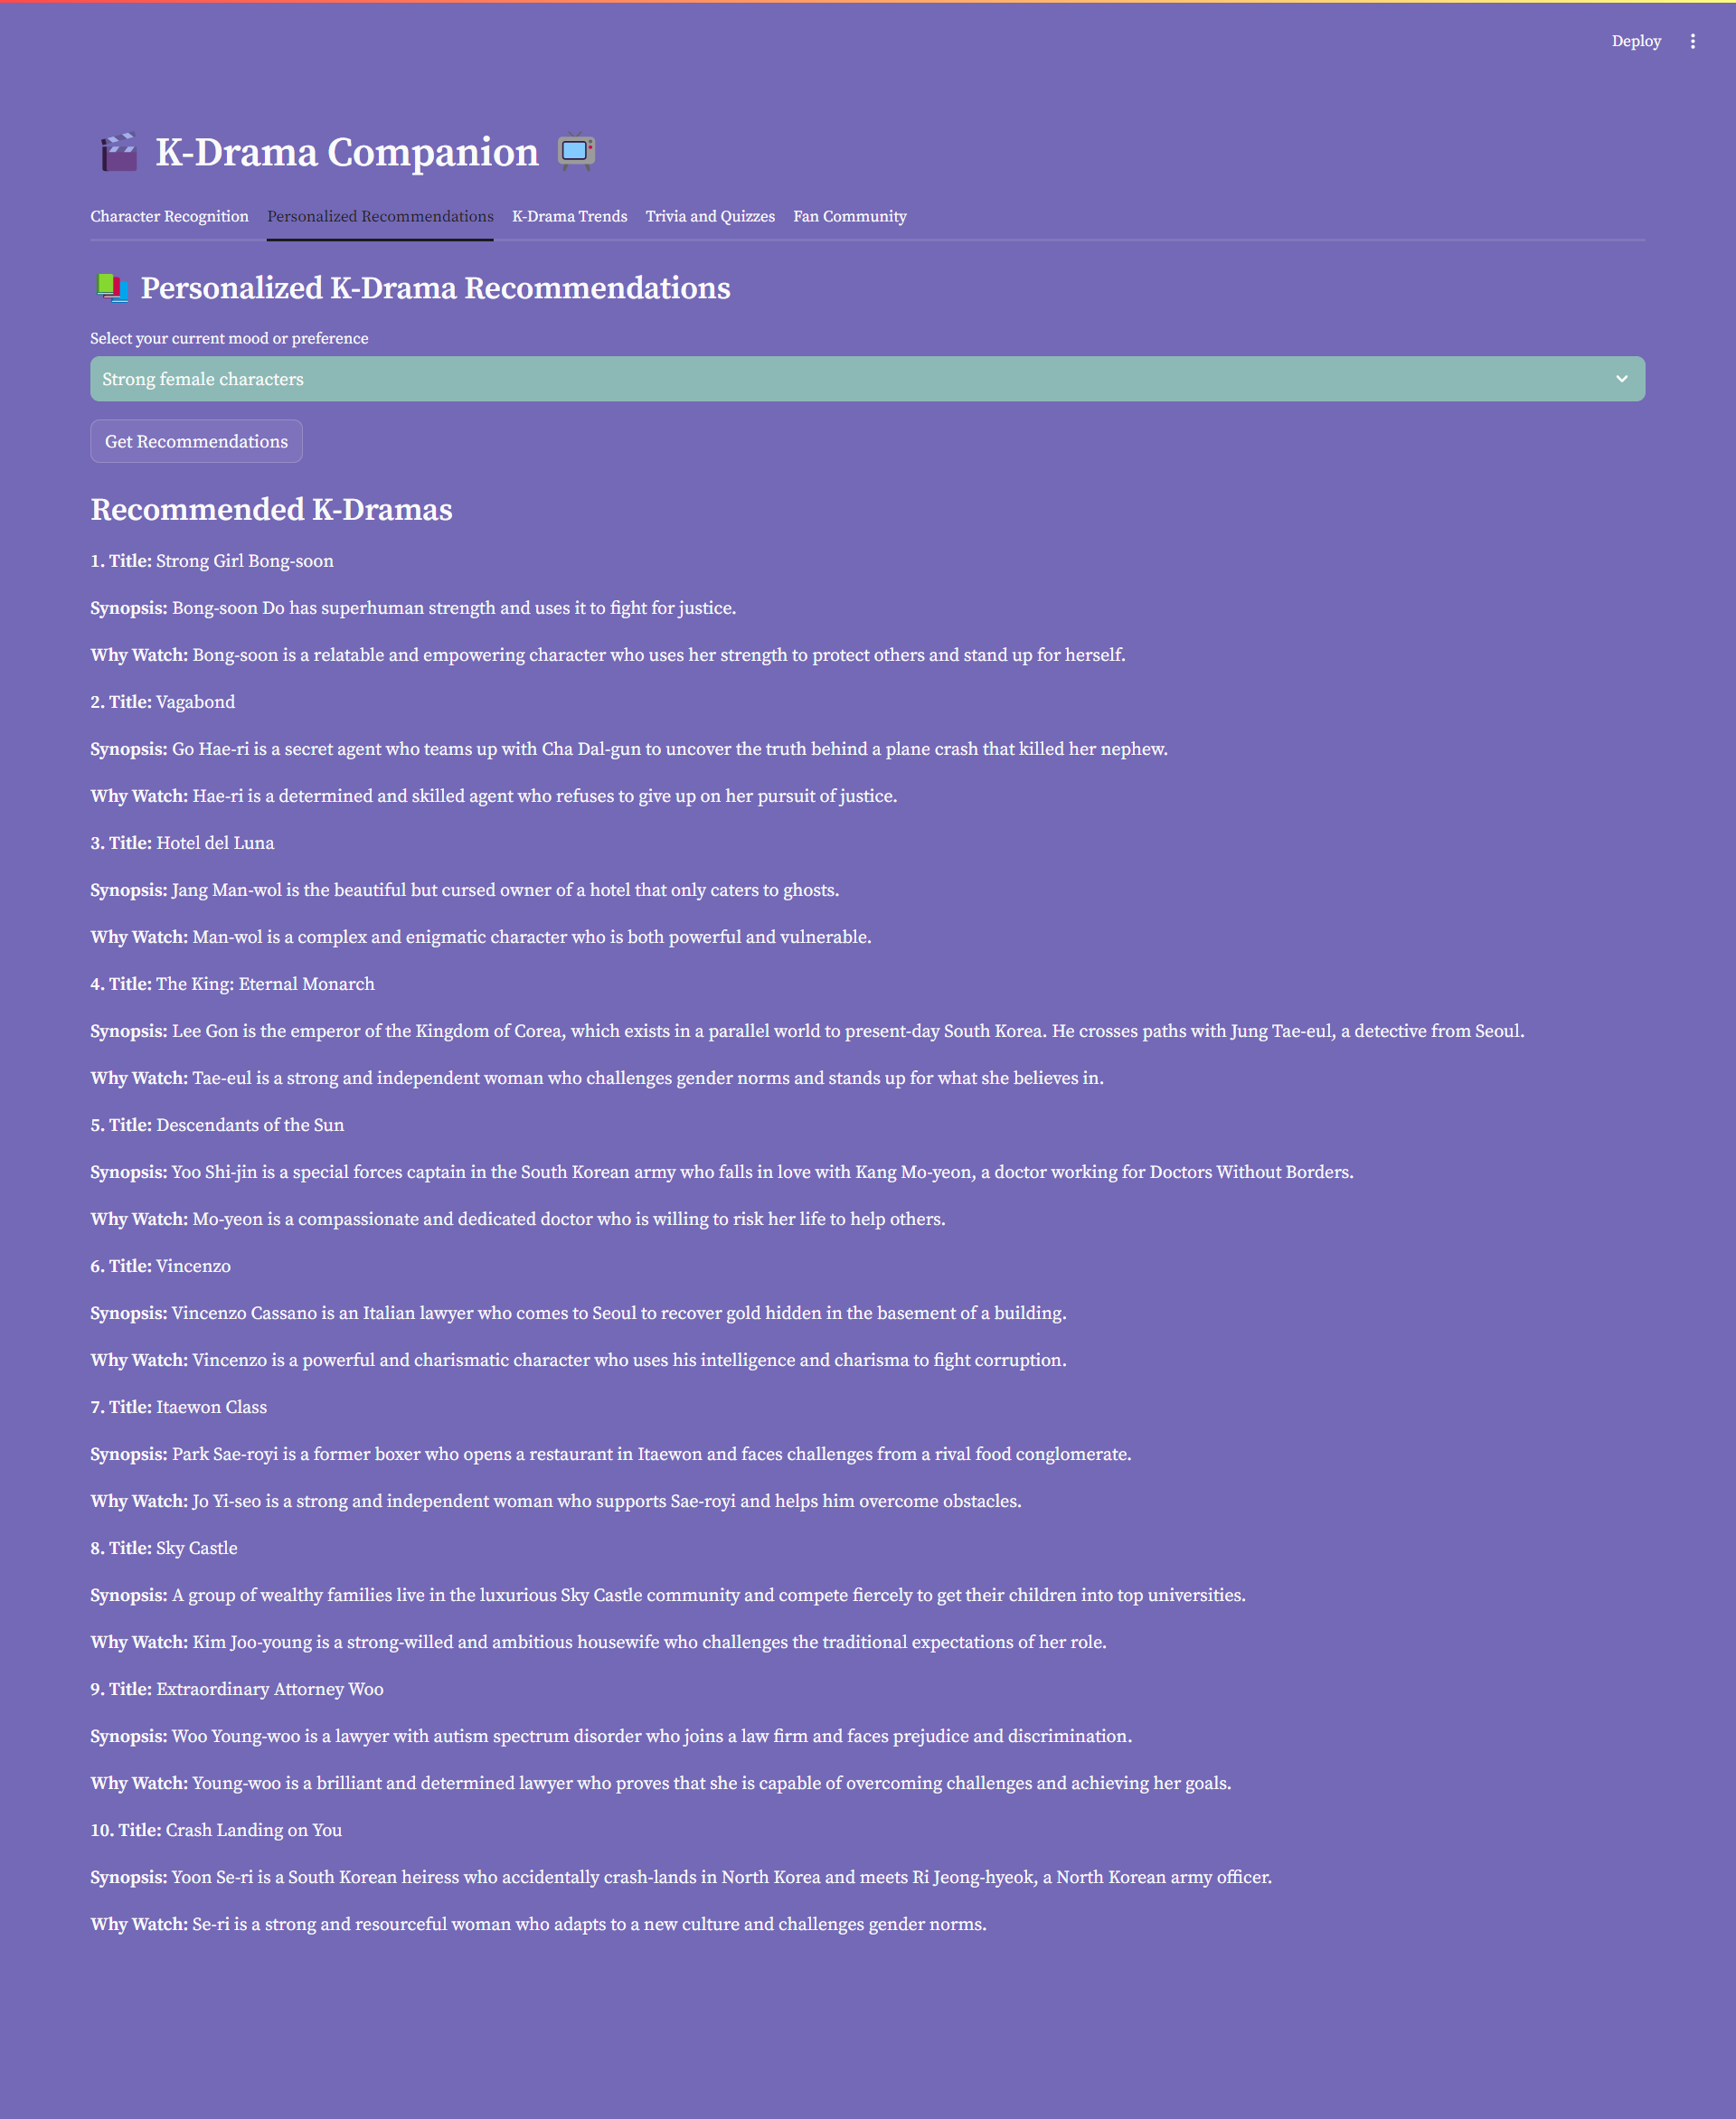 Deploy
K-Drama Companion
Character Recognition Personalized Recommendations K-Drama Trends Trivia and Quizzes Fan Community
Personalized K-Drama Recommendations
Select your current mood or preference
Strong female characters
Get Recommendations
Recommended K-Dramas
1. Title: Strong Girl Bong-soon
Synopsis: Bong-soon Do has superhuman strength and uses it to fight for justice.
Why Watch: Bong-soon is a relatable and empowering character who uses her strength to protect others and stand up for herself.
2. Title: Vagabond
Synopsis: Go Hae-ri is a secret agent who teams up with Cha Dal-gun to uncover the truth behind a plane crash that killed her nephew.
Why Watch: Hae-ri is a determined and skilled agent who refuses to give up on her pursuit of justice.
3. Title: Hotel del Luna
Synopsis: Jang Man-wol is the beautiful but cursed owner of a hotel that only caters to ghosts.
Why Watch: Man-wol is a complex and enigmatic character who is both powerful and vulnerable.
4. Title: The King: Eternal Monarch
Synopsis: Lee Gon is the emperor of the Kingdom of Corea, which exists in a parallel world to present-day South Korea. He crosses paths with Jung Tae-eul, a detective from Seoul.
Why Watch: Tae-eul is a strong and independent woman who challenges gender norms and stands up for what she believes in.
5. Title: Descendants of the Sun
Synopsis: Yoo Shi-jin is a special forces captain in the South Korean army who falls in love with Kang Mo-yeon, a doctor working for Doctors Without Borders.
Why Watch: Mo-yeon is a compassionate and dedicated doctor who is willing to risk her life to help others.
6. Title: Vincenzo
Synopsis: Vincenzo Cassano is an Italian lawyer who comes to Seoul to recover gold hidden in the basement of a building.
Why Watch: Vincenzo is a powerful and charismatic character who uses his intelligence and charisma to fight corruption.
7. Title: Itaewon Class
Synopsis: Park Sae-royi is a former boxer who opens a restaurant in Itaewon and faces challenges from a rival food conglomerate.
Why Watch: Jo Yi-seo is a strong and independent woman who supports Sae-royi and helps him overcome obstacles.
8. Title: Sky Castle
Synopsis: A group of wealthy families live in the luxurious Sky Castle community and compete fiercely to get their children into top universities.
Why Watch: Kim Joo-young is a strong-willed and ambitious housewife who challenges the traditional expectations of her role.
9. Title: Extraordinary Attorney Woo
Synopsis: Woo Young-woo is a lawyer with autism spectrum disorder who joins a law firm and faces prejudice and discrimination.
Why Watch: Young-woo is a brilliant and determined lawyer who proves that she is capable of overcoming challenges and achieving her goals.
10. Title: Crash Landing on You
Synopsis: Yoon Se-ri is a South Korean heiress who accidentally crash-lands in North Korea and meets Ri Jeong-hyeok, a North Korean army officer.
Why Watch: Se-ri is a strong and resourceful woman who adapts to a new culture and challenges gender norms.